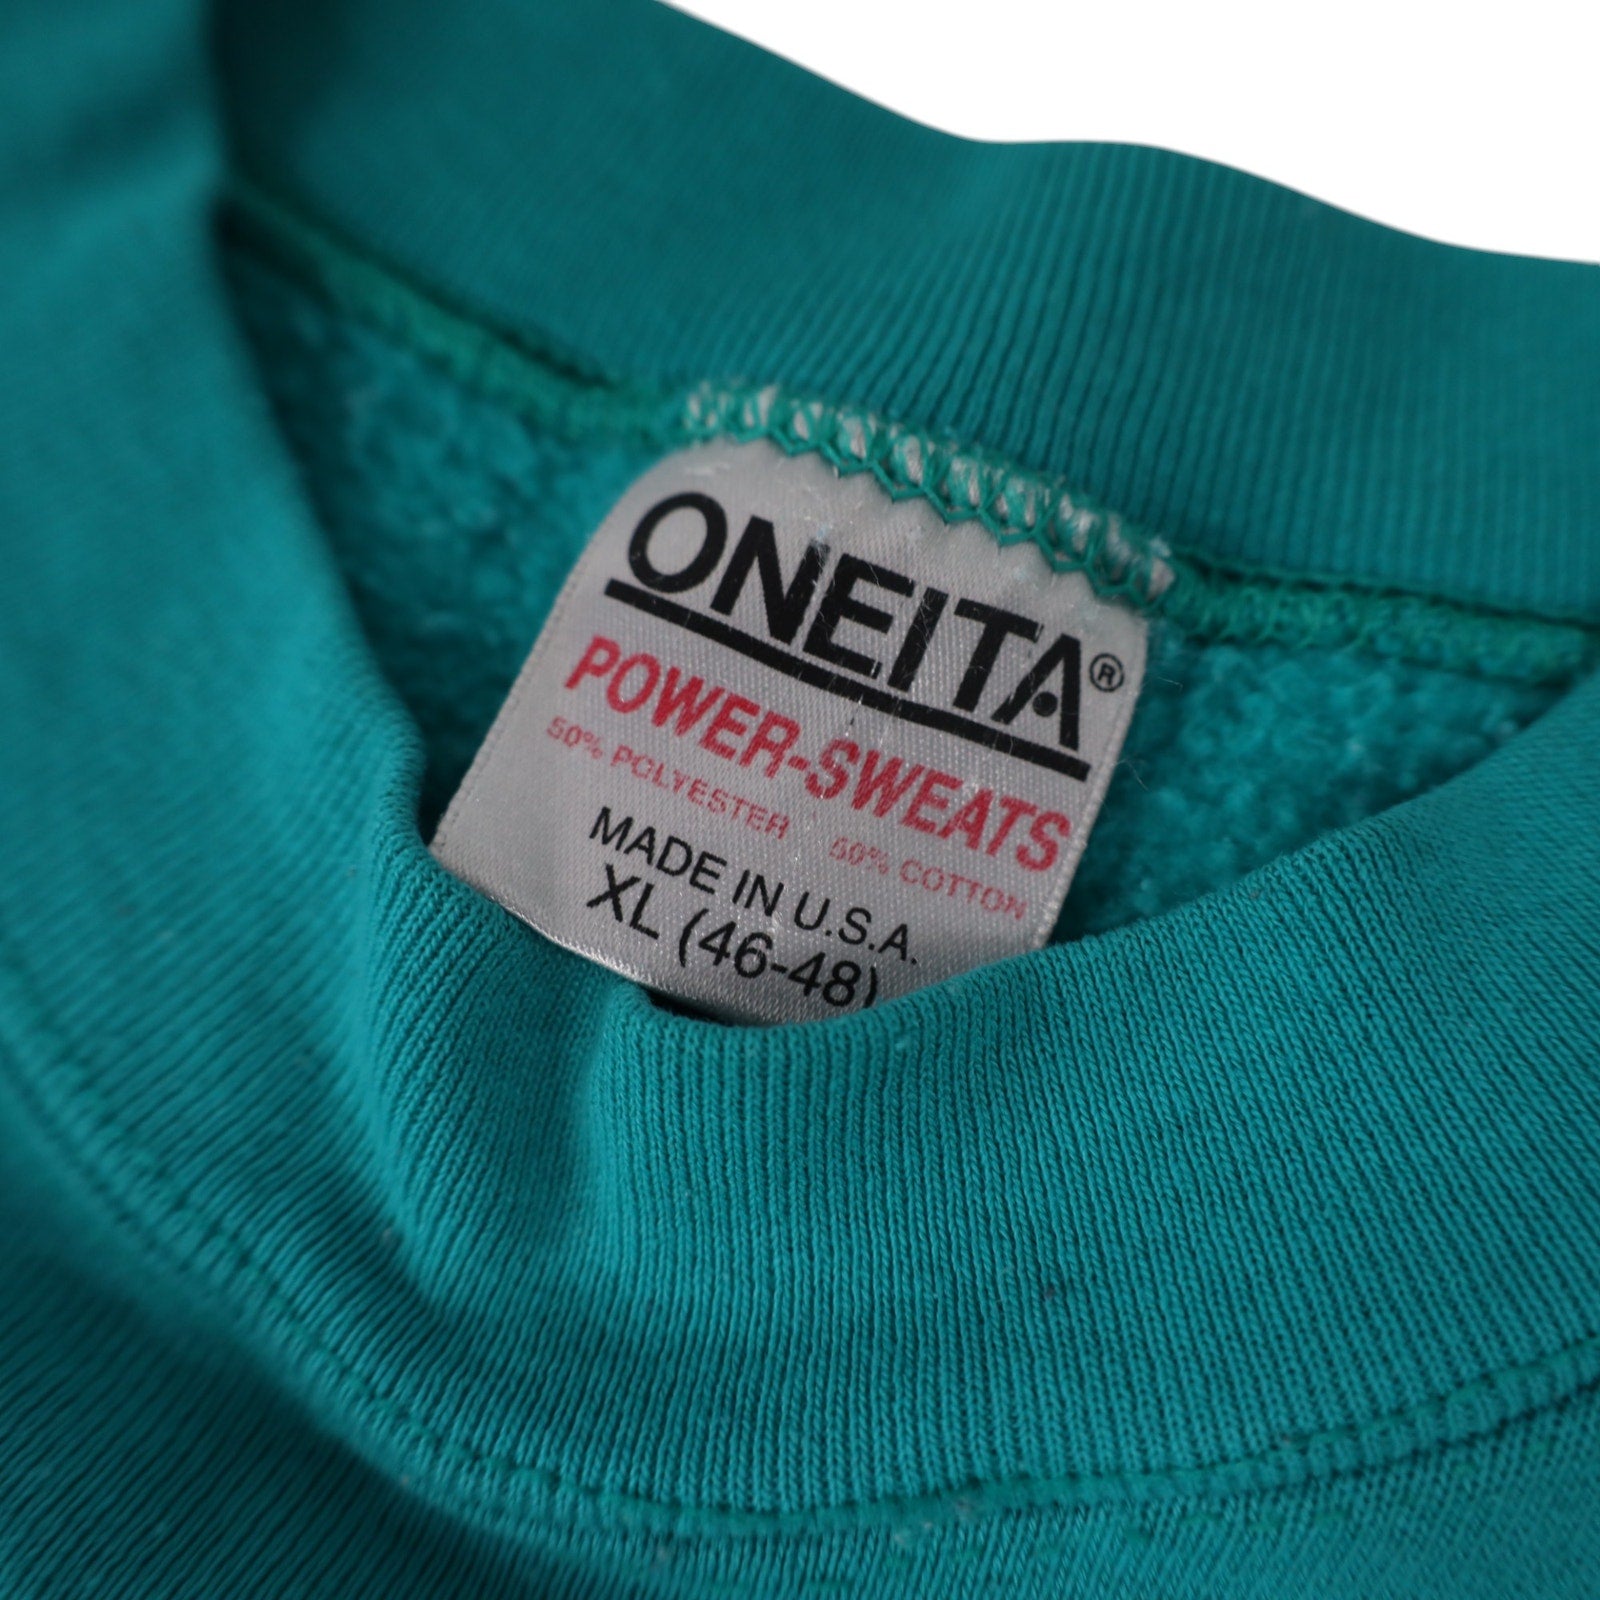 ONEITA®
POWER-SWEATS
50% POLYESTER 50% COTTON
MADE IN U.S.A.
XL (46-48)